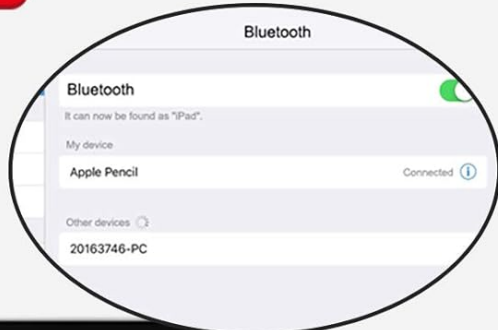 Bluetooth
Bluetooth
It can now be found as "iPad".
My device
Apple Pencil Connected
Other devices
20163746-PC